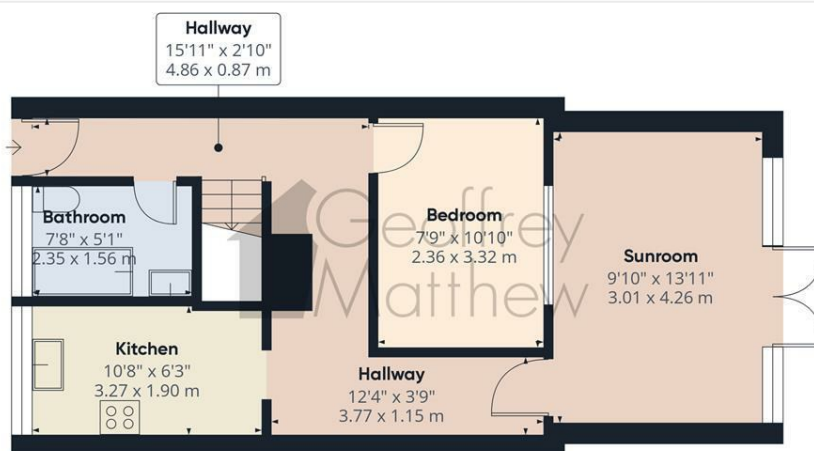 Hallway
15'11" x 2'10"
4.86 x 0.87 m
Bathroom
7'8" x 5'1"
2.35 x 1.56 m
Bedroom
7'9" x 10'10"
2.36 x 3.32 m
Sunroom
9'10" x 13'11"
3.01 x 4.26 m
Kitchen
10'8" x 6'3"
3.27 x 1.90 m
Hallway
12'4" x 3'9"
3.77 x 1.15 m
Geoffrey
Matthew